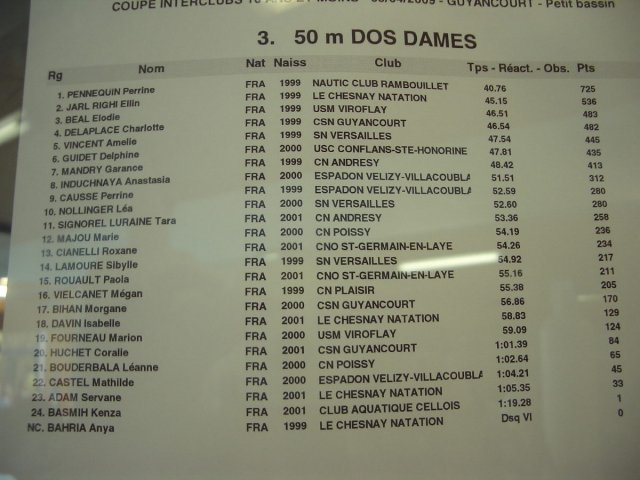 COUPE INTERCLUBS 10 ANS ET MOINS - 05/04/2009 - GUYANCOURT - Petit bassin
3. 50 m DOS DAMES
Rg Nom Nat Naiss Club Tps - Réact. - Obs. Pts
1. PENNEQUIN Perrine FRA 1999 NAUTIC CLUB RAMBOUILLET 40.76 725
2. JARL RIGHI Ellin FRA 1999 LE CHESNAY NATATION 45.15 536
3. BEAL Elodie FRA 1999 USM VIROFLAY 46.51 483
4. DELAPLACE Charlotte FRA 1999 CSN GUYANCOURT 46.54 482
5. VINCENT Amelie FRA 1999 SN VERSAILLES 47.54 445
6. GUIDET Delphine FRA 2000 USC CONFLANS-STE-HONORINE 47.81 435
7. MANDRY Garance FRA 1999 CN ANDRESY 48.42 413
8. INDUCHNAYA Anastasia FRA 2000 ESPADON VELIZY-VILLACOUBLA 51.51 312
9. CAUSSE Perrine FRA 1999 ESPADON VELIZY-VILLACOUBLA 52.59 280
10. NOLLINGER Léa FRA 2000 SN VERSAILLES 52.60 280
11. SIGNOREL LURAINE Tara FRA 2001 CN ANDRESY 53.36 258
12. MAJOU Marie FRA 2000 CN POISSY 54.19 236
13. CIANELLI Roxane FRA 2001 CNO ST-GERMAIN-EN-LAYE 54.26 234
14. LAMOURE Sibylle FRA 1999 SN VERSAILLES 54.92 217
15. ROUAULT Paola FRA 2001 CNO ST-GERMAIN-EN-LAYE 55.16 211
16. VIELCANET Mégan FRA 1999 CN PLAISIR 55.38 205
17. BIHAN Morgane FRA 2000 CSN GUYANCOURT 56.86 170
18. DAVIN Isabelle FRA 2001 LE CHESNAY NATATION 58.83 129
19. FOURNEAU Marion FRA 2000 USM VIROFLAY 59.09 124
20. HUCHET Coralie FRA 2001 CSN GUYANCOURT 1:01.39 84
21. BOUDERBALA Léanne FRA 2000 CN POISSY 1:02.64 65
22. CASTEL Mathilde FRA 2000 ESPADON VELIZY-VILLACOUBLA 1:04.21 45
23. ADAM Servane FRA 2001 LE CHESNAY NATATION 1:05.35 33
24. BASMIH Kenza FRA 2001 CLUB AQUATIQUE CELLOIS 1:19.28 1
NC. BAHRIA Anya FRA 1999 LE CHESNAY NATATION Dsq VI 0